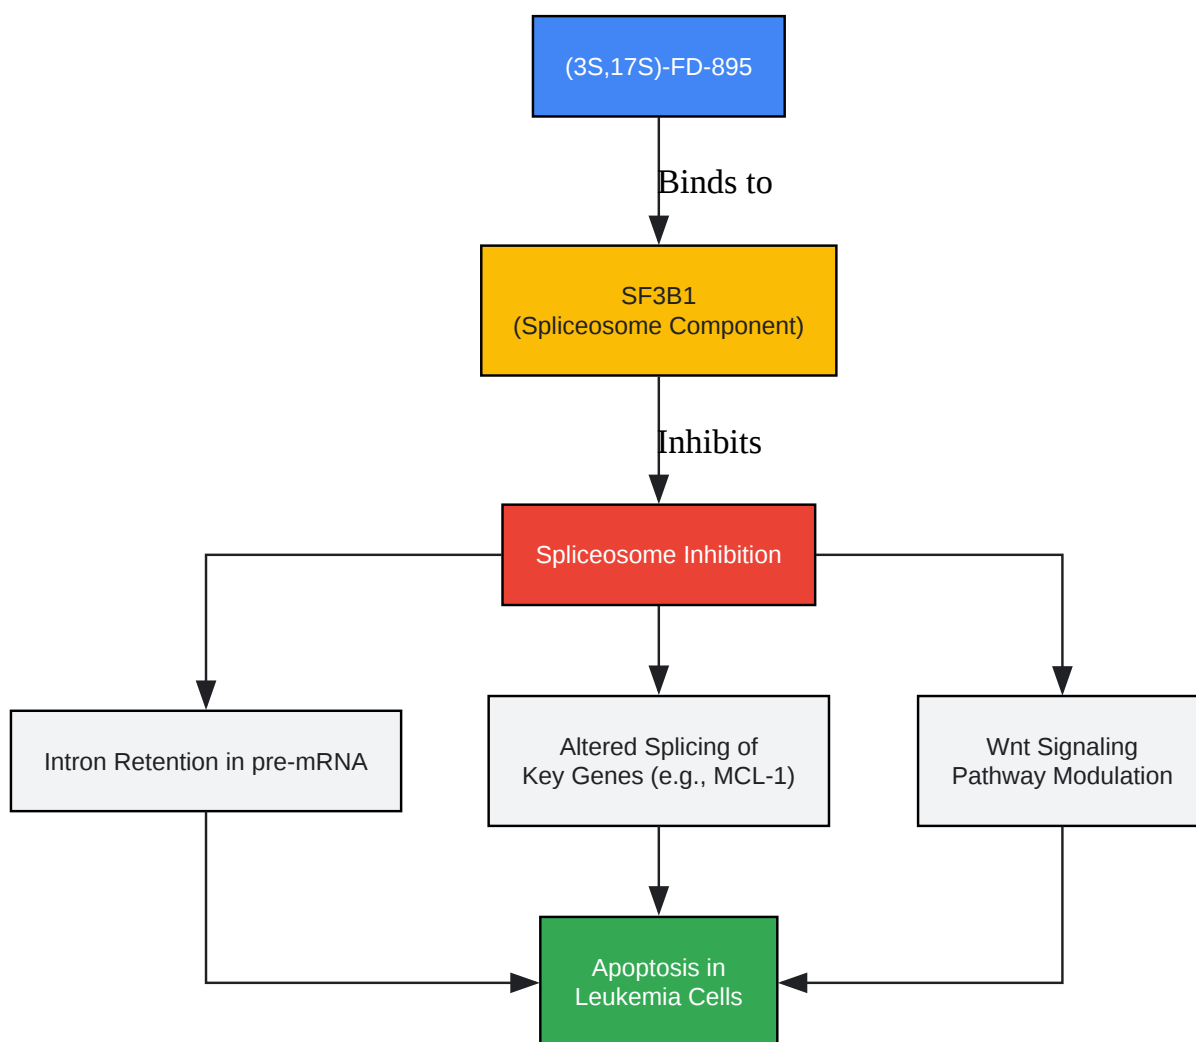 (3S,17S)-FD-895
Binds to
SF3B1
(Spliceosome Component)
Inhibits
Spliceosome Inhibition
Intron Retention in pre-mRNA
Altered Splicing of
Key Genes (e.g., MCL-1)
Wnt Signaling
Pathway Modulation
Apoptosis in
Leukemia Cells